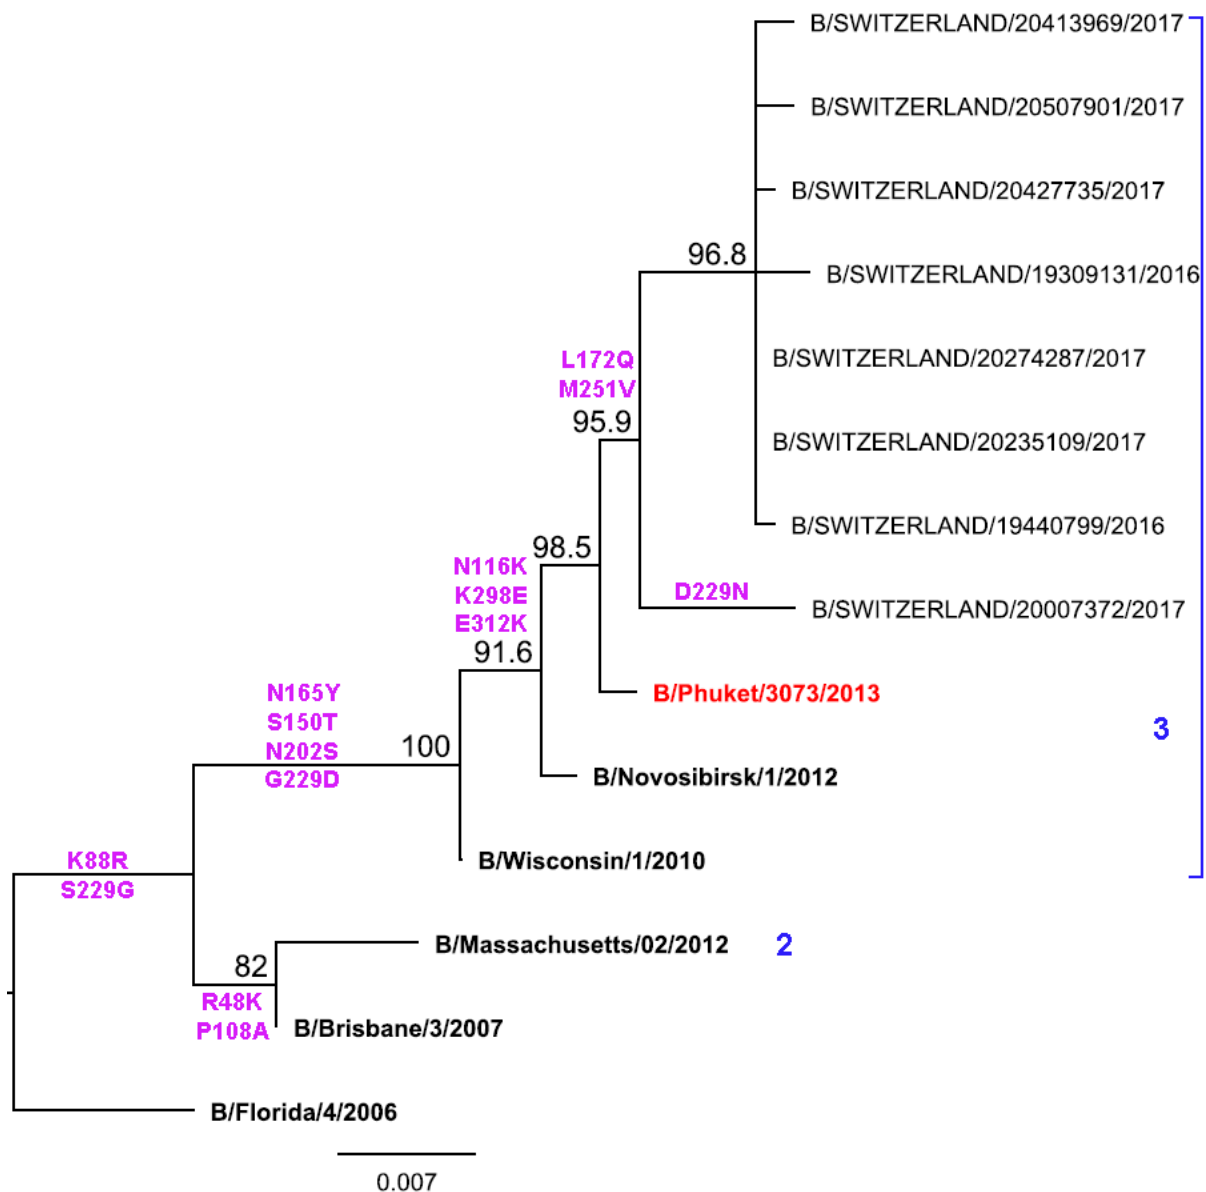 B/SWITZERLAND/20413969/2017
B/SWITZERLAND/20507901/2017
B/SWITZERLAND/20427735/2017
96.8
B/SWITZERLAND/19309131/2016
L172Q
B/SWITZERLAND/20274287/2017
M251V
95.9
B/SWITZERLAND/20235109/2017
B/SWITZERLAND/19440799/2016
98.5
N116K
K298E
D229N
B/SWITZERLAND/20007372/2017
E312K
91.6
N165Y
B/Phuket/3073/2013
S150T
3
N202S
100
G229D
B/Novosibirsk/1/2012
K88R
B/Wisconsin/1/2010
S229G
B/Massachusetts/02/2012
2
82
R48K
P108A
B/Brisbane/3/2007
B/Florida/4/2006
0.007